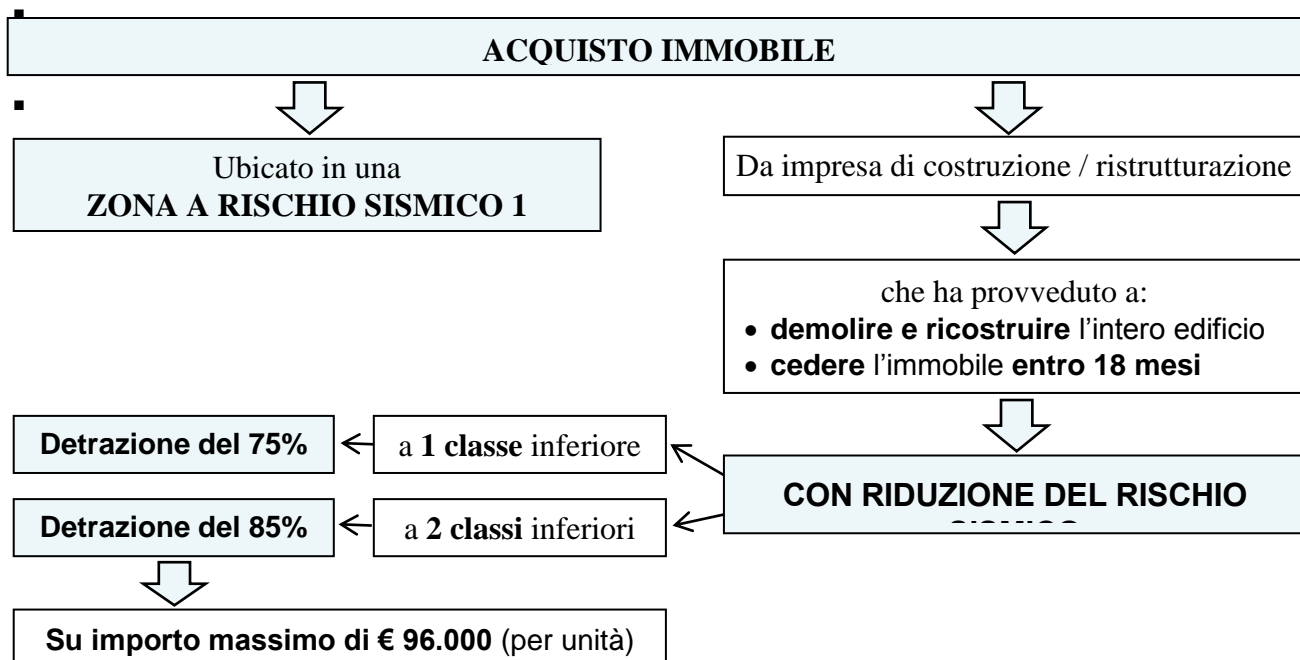 ACQUISTO IMMOBILE
Ubicato in una
ZONA A RISCHIO SISMICO 1
Da impresa di costruzione / ristrutturazione
che ha provveduto a:
• demolire e ricostruire l'intero edificio
• cedere l'immobile entro 18 mesi
CON RIDUZIONE DEL RISCHIO
a 1 classe inferiore
Detrazione del 75%
a 2 classi inferiori
Detrazione del 85%
Su importo massimo di € 96.000 (per unità)